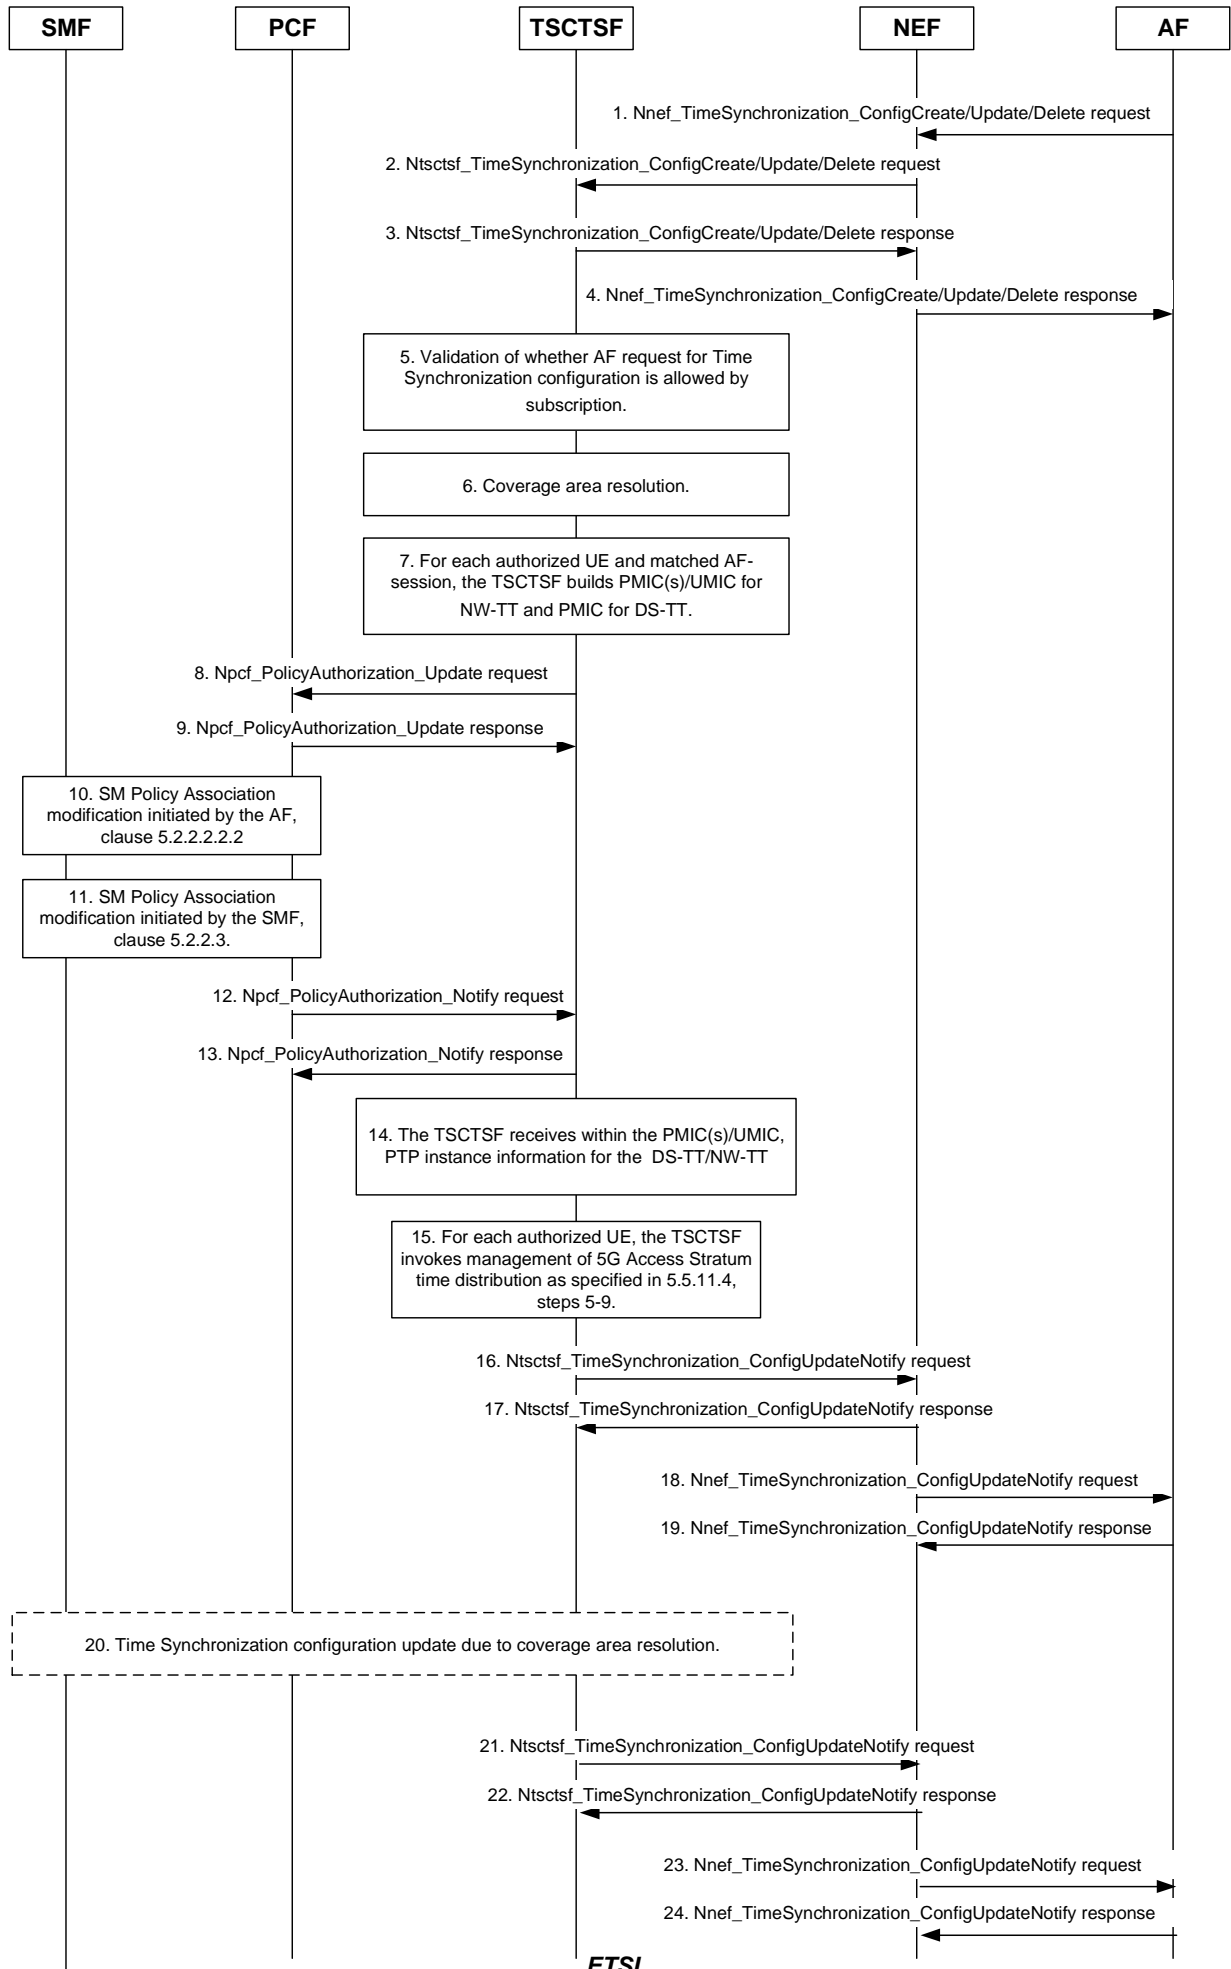 SMF
PCF
TSCTSF
NEF
AF
1. Nnef_TimeSynchronization_ConfigCreate/Update/Delete request
2. Ntsctsf_TimeSynchronization_ConfigCreate/Update/Delete request
3. Ntsctsf_TimeSynchronization_ConfigCreate/Update/Delete response
4. Nnef_TimeSynchronization_ConfigCreate/Update/Delete response
5. Validation of whether AF request for Time
Synchronization configuration is allowed by
subscription.
6. Coverage area resolution.
7. For each authorized UE and matched AF-
session, the TSCTSF builds PMIC(s)/UMIC for
NW-TT and PMIC for DS-TT.
8. Npcf_PolicyAuthorization_Update request
9. Npcf_PolicyAuthorization_Update response
10. SM Policy Association
modification initiated by the AF,
clause 5.2.2.2.2.2
11. SM Policy Association
modification initiated by the SMF,
clause 5.2.2.3.
12. Npcf_PolicyAuthorization_Notify request
13. Npcf_PolicyAuthorization_Notify response
14. The TSCTSF receives within the PMIC(s)/UMIC,
PTP instance information for the DS-TT/NW-TT
15. For each authorized UE, the TSCTSF
invokes management of 5G Access Stratum
time distribution as specified in 5.5.11.4,
steps 5-9.
16. Ntsctsf_TimeSynchronization_ConfigUpdateNotify request
17. Ntsctsf_TimeSynchronization_ConfigUpdateNotify response
18. Nnef_TimeSynchronization_ConfigUpdateNotify request
19. Nnef_TimeSynchronization_ConfigUpdateNotify response
20. Time Synchronization configuration update due to coverage area resolution.
21. Ntsctsf_TimeSynchronization_ConfigUpdateNotify request
22. Ntsctsf_TimeSynchronization_ConfigUpdateNotify response
23. Nnef_TimeSynchronization_ConfigUpdateNotify request
24. Nnef_TimeSynchronization_ConfigUpdateNotify response
ETSI